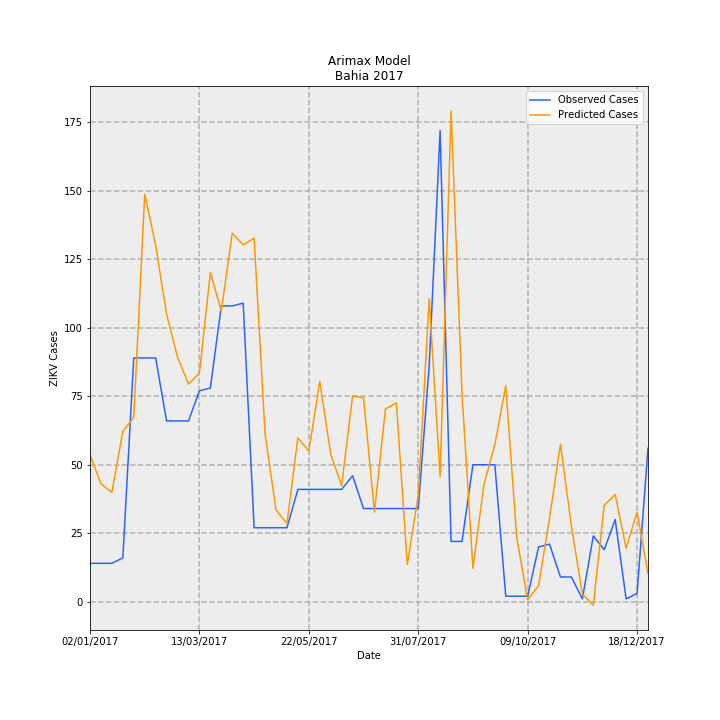 Arimax Model
Bahia 2017
Observed Cases
Predicted Cases
175
150
125
100
75
50
25
0
ZIKV Cases
02/01/2017 13/03/2017 22/05/2017 31/07/2017 09/10/2017 18/12/2017
Date